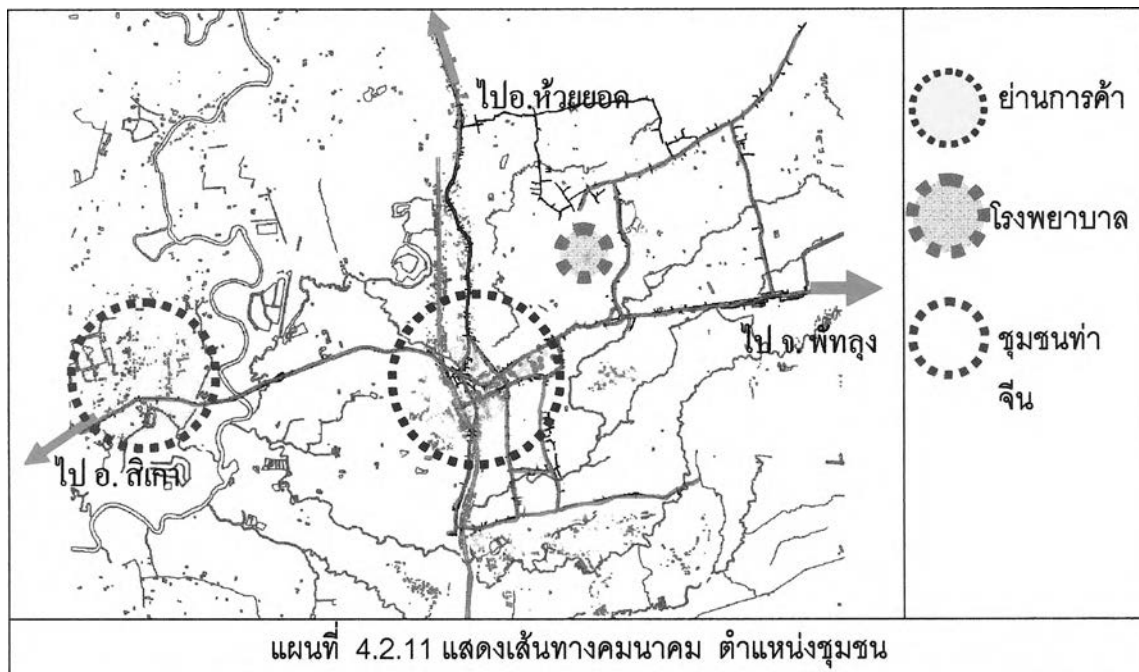 ไปอ.ห้วยยอด
ไป จ. พัทลุง
ไป อ. สิเกา
ย่านการค้า
โรงพยาบาล
ชุมชนท่า
จีน
แผนที่ 4.2.11 แสดงเส้นทางคมนาคม ตำแหน่งชุมชน